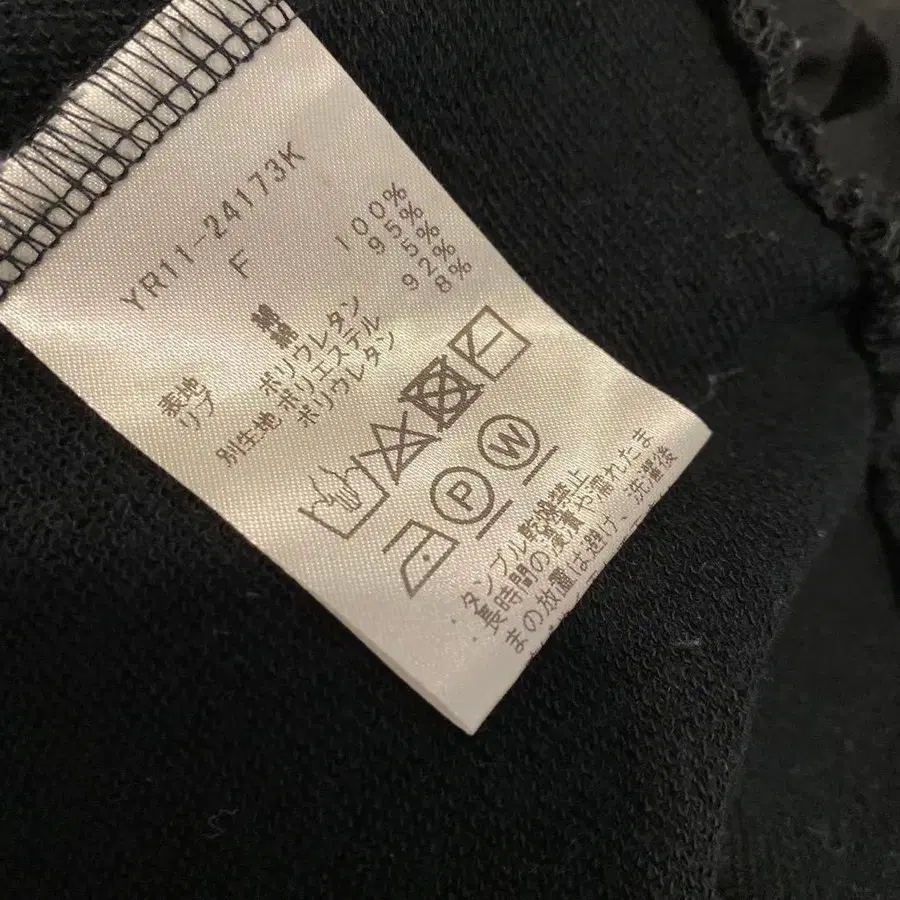 YR11-24173K
F
表地 綿 100%
リブ 綿 95%
ポリウレタン 5%
別生地 ポリエステル 92%
ポリウレタン 8%
P W
タンブル乾燥禁止
長時間の浸漬や濡れたま
まの放置は避け、洗濯後